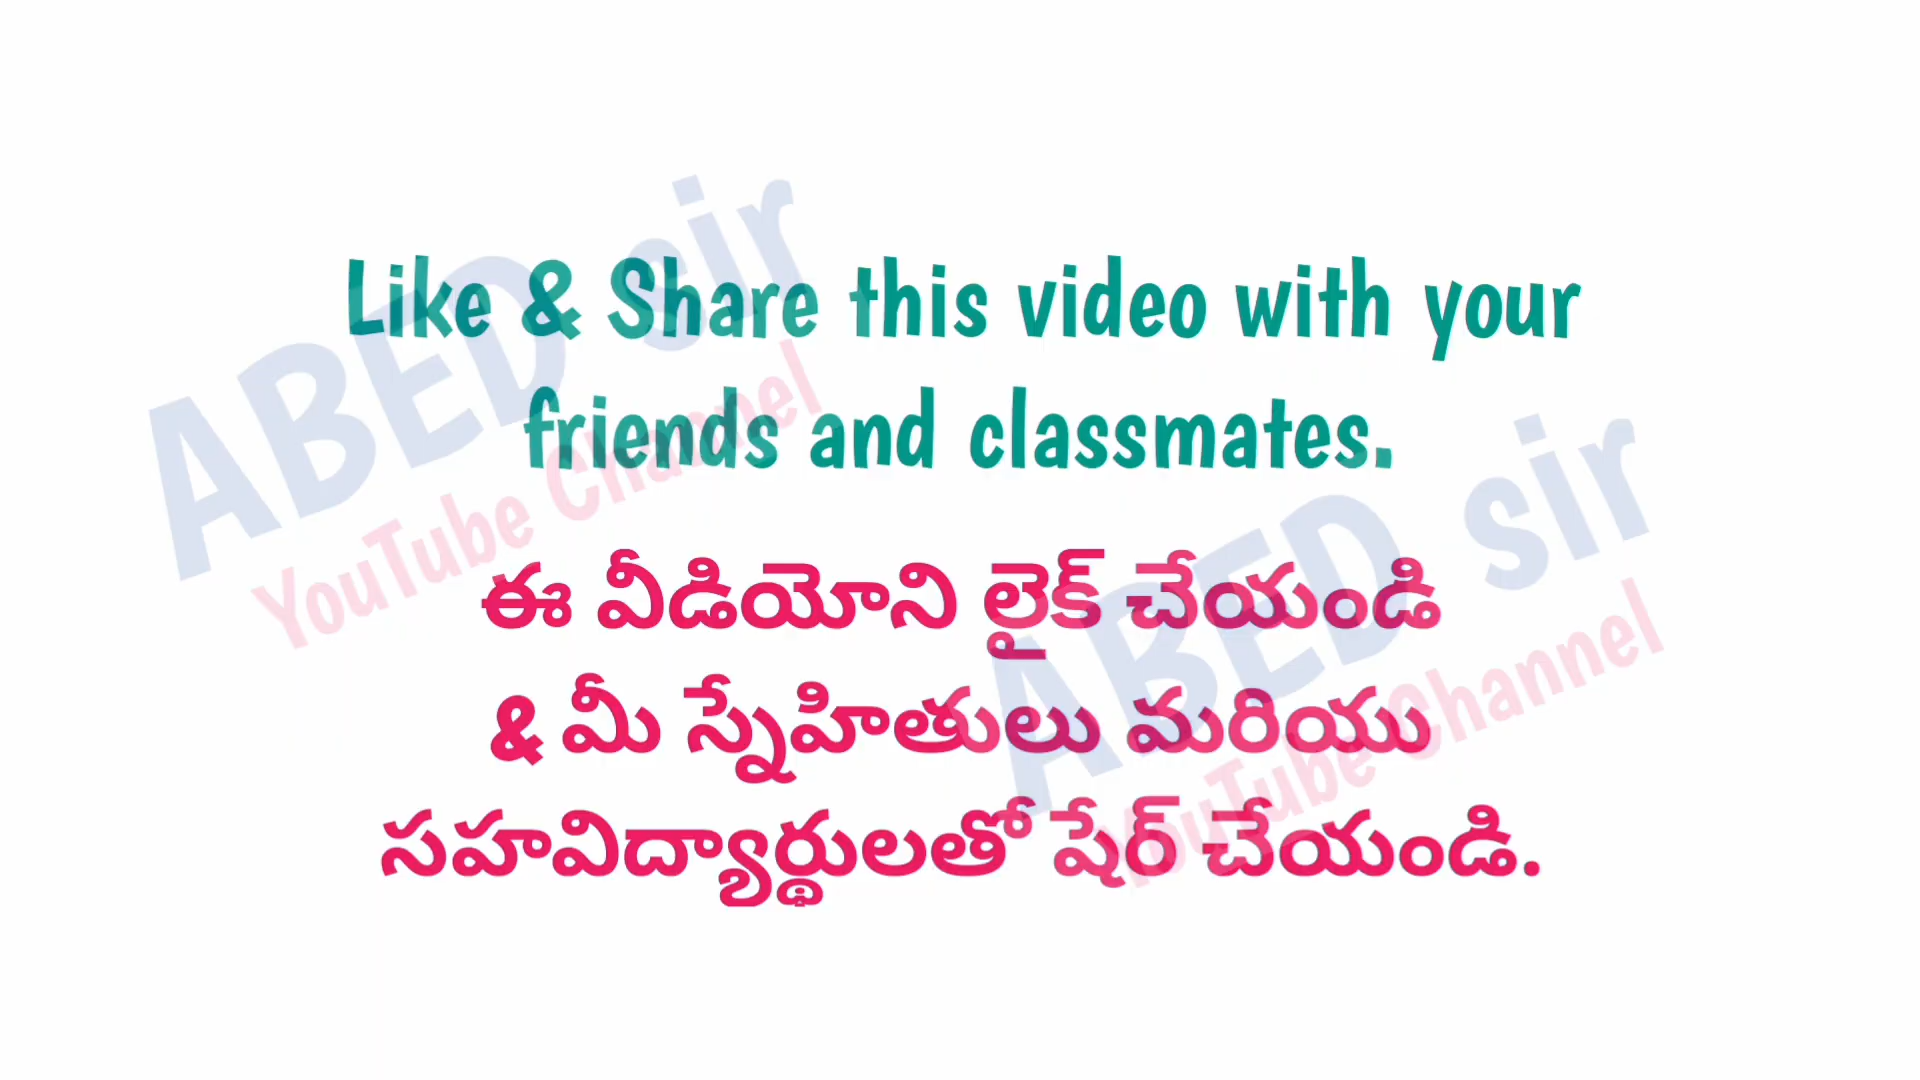 Like & Share this video with your
friends and classmates.
ఈ వీడియోని లైక్ చేయండి
& మీ స్నేహితులు మరియు
సహవిద్యార్థులతో షేర్ చేయండి.
ABED sir
YouTube Channel
ABED sir
YouTube Channel